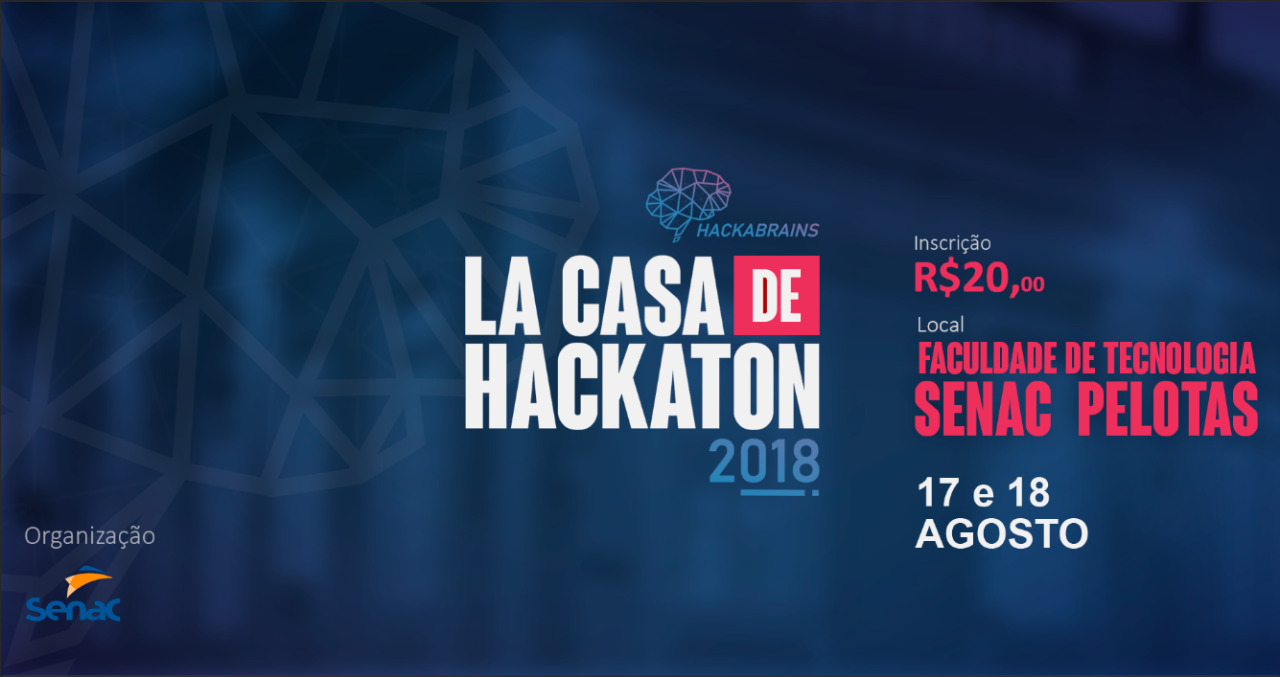 HACKABRAINS
LA CASA DE
HACKATON
2018
Inscrição
R$20,00
Local
FACULDADE DE TECNOLOGIA
SENAC PELOTAS
17 e 18
AGOSTO
Organização
Senac